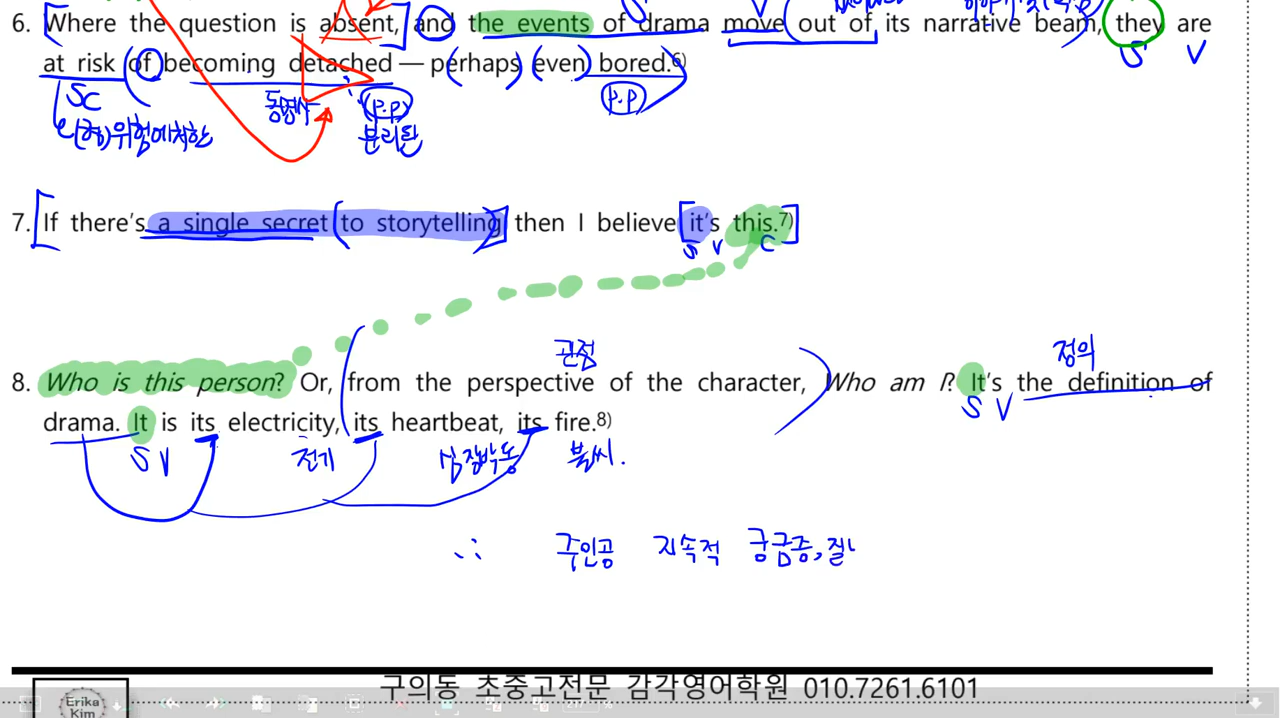 6. Where the question is absent, and the events of drama move out of its narrative beam, they are
S V S V
at risk of becoming detached — perhaps even bored.6)
SC 동명사 (p.p) (p.p)
(형)위험에처한 분리된
7. If there's a single secret to storytelling then I believe it's this.7)
S V C
관점 정의
8. Who is this person? Or, from the perspective of the character, Who am I? It's the definition of
S V
drama. It is its electricity, its heartbeat, its fire.8)
S V 전기 심장박동 불씨.
∴ 주인공 지속적 궁금증,
구의동 초중고전문 감각영어학원 010.7261.6101
Erika
Kim